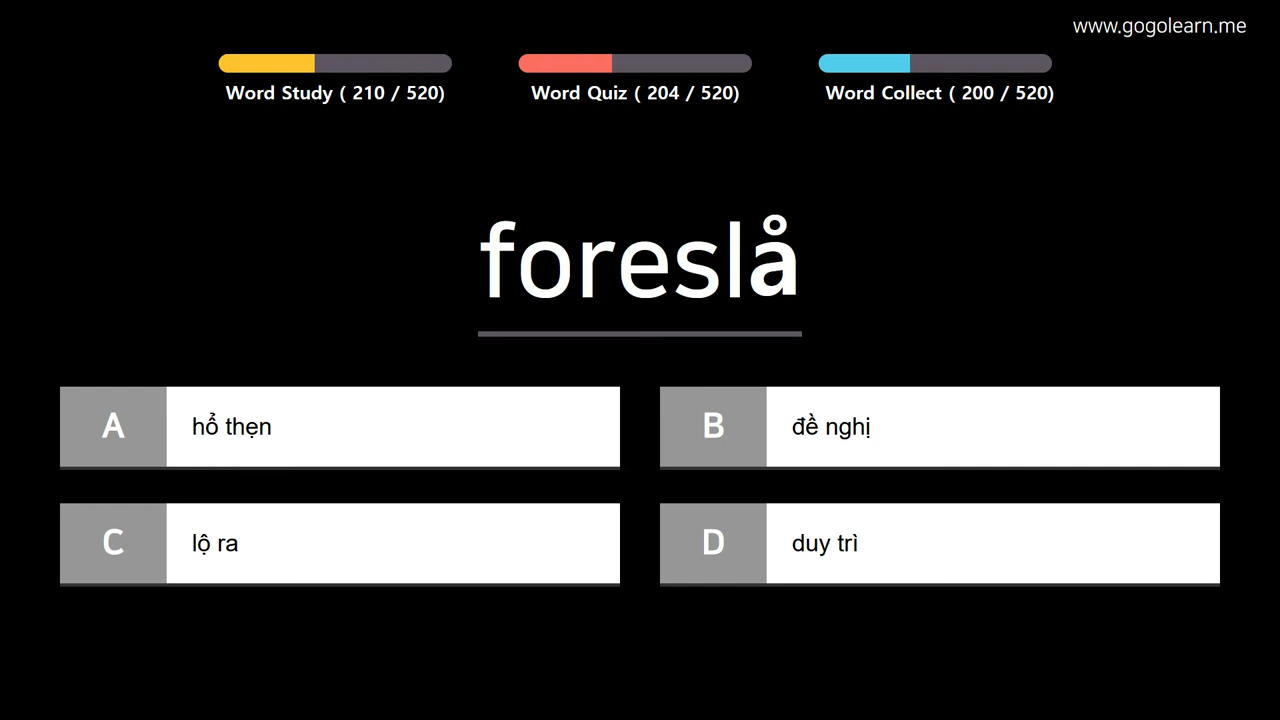 www.gogolearn.me
Word Study ( 210 / 520)
Word Quiz ( 204 / 520)
Word Collect ( 200 / 520)
foreslå
A
hổ thẹn
B
đề nghị
C
lộ ra
D
duy trì